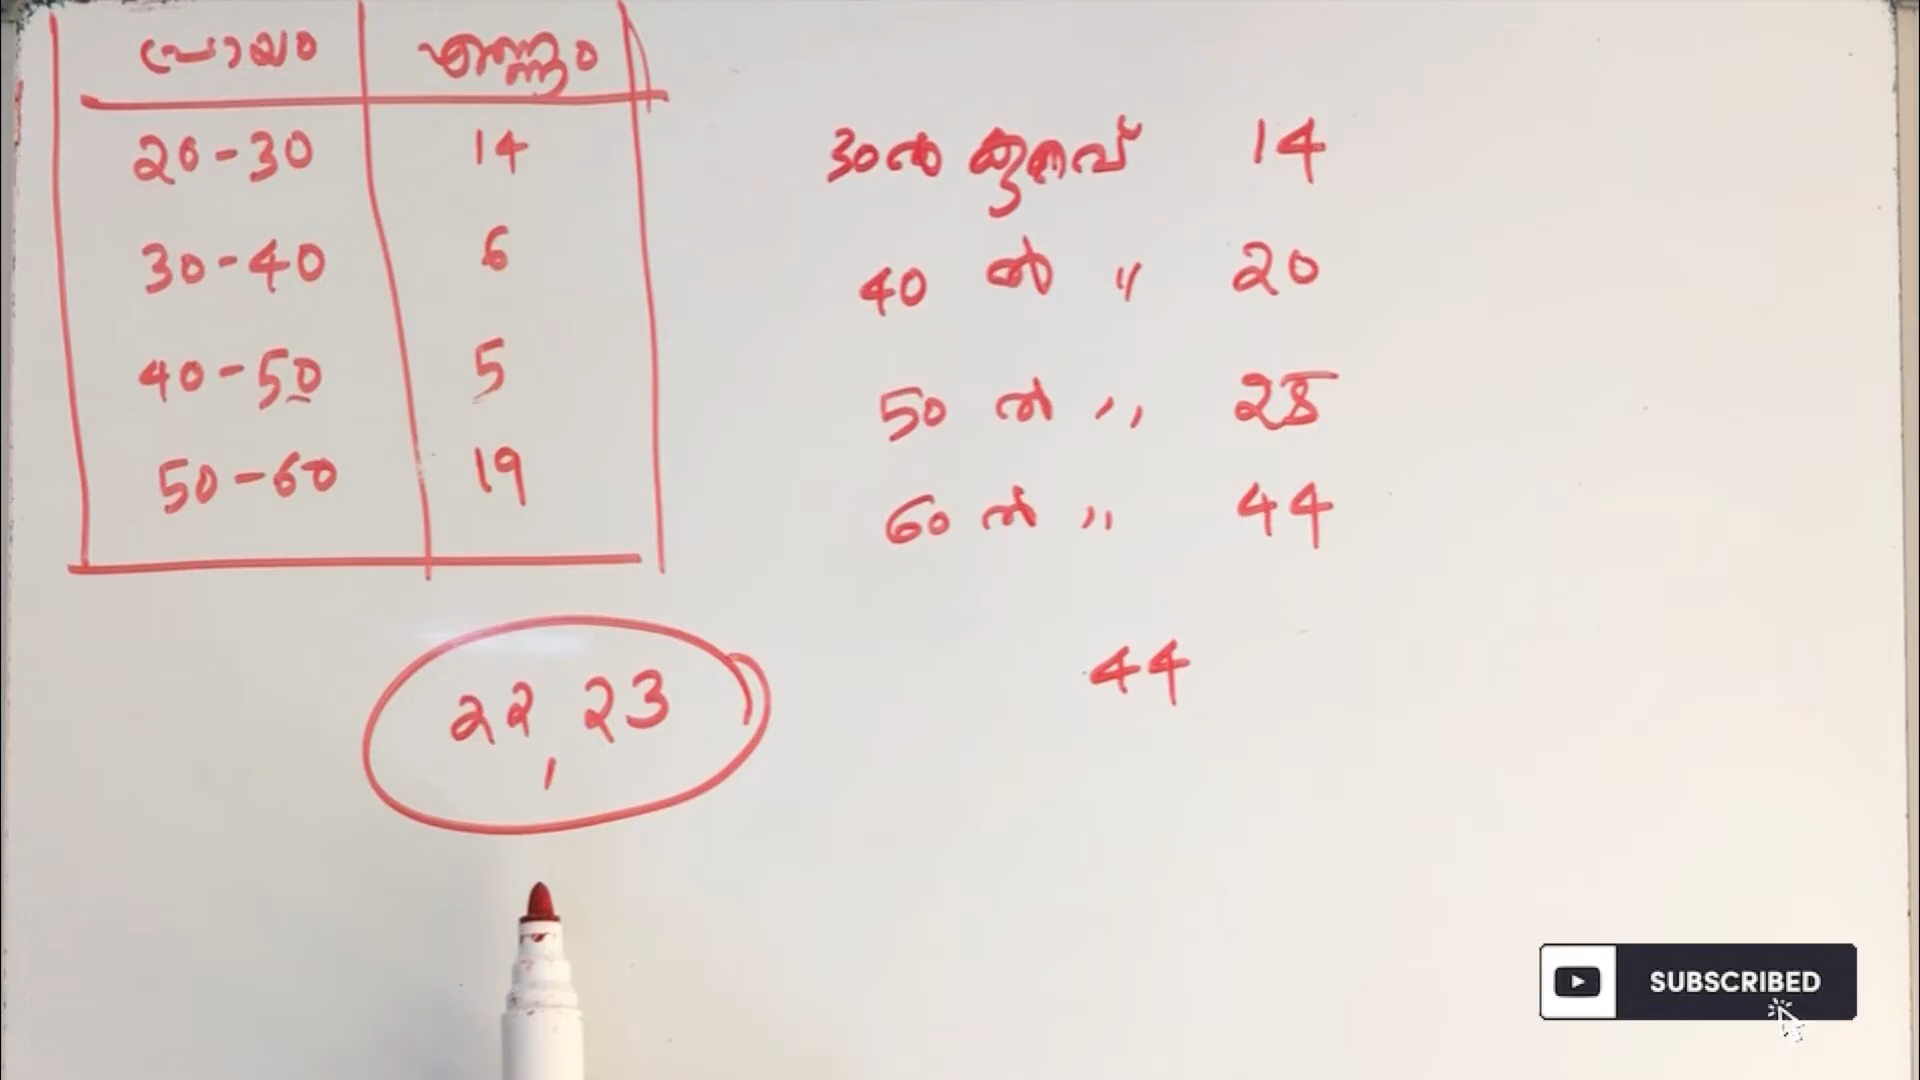 പ്രായം എണ്ണം
20-30 14
30-40 6
40-50 5
50-60 19
30ൽ കുറവ് 14
40 ൽ " 20
50 ൽ " 25
60 ൽ " 44
22, 23
44
SUBSCRIBED